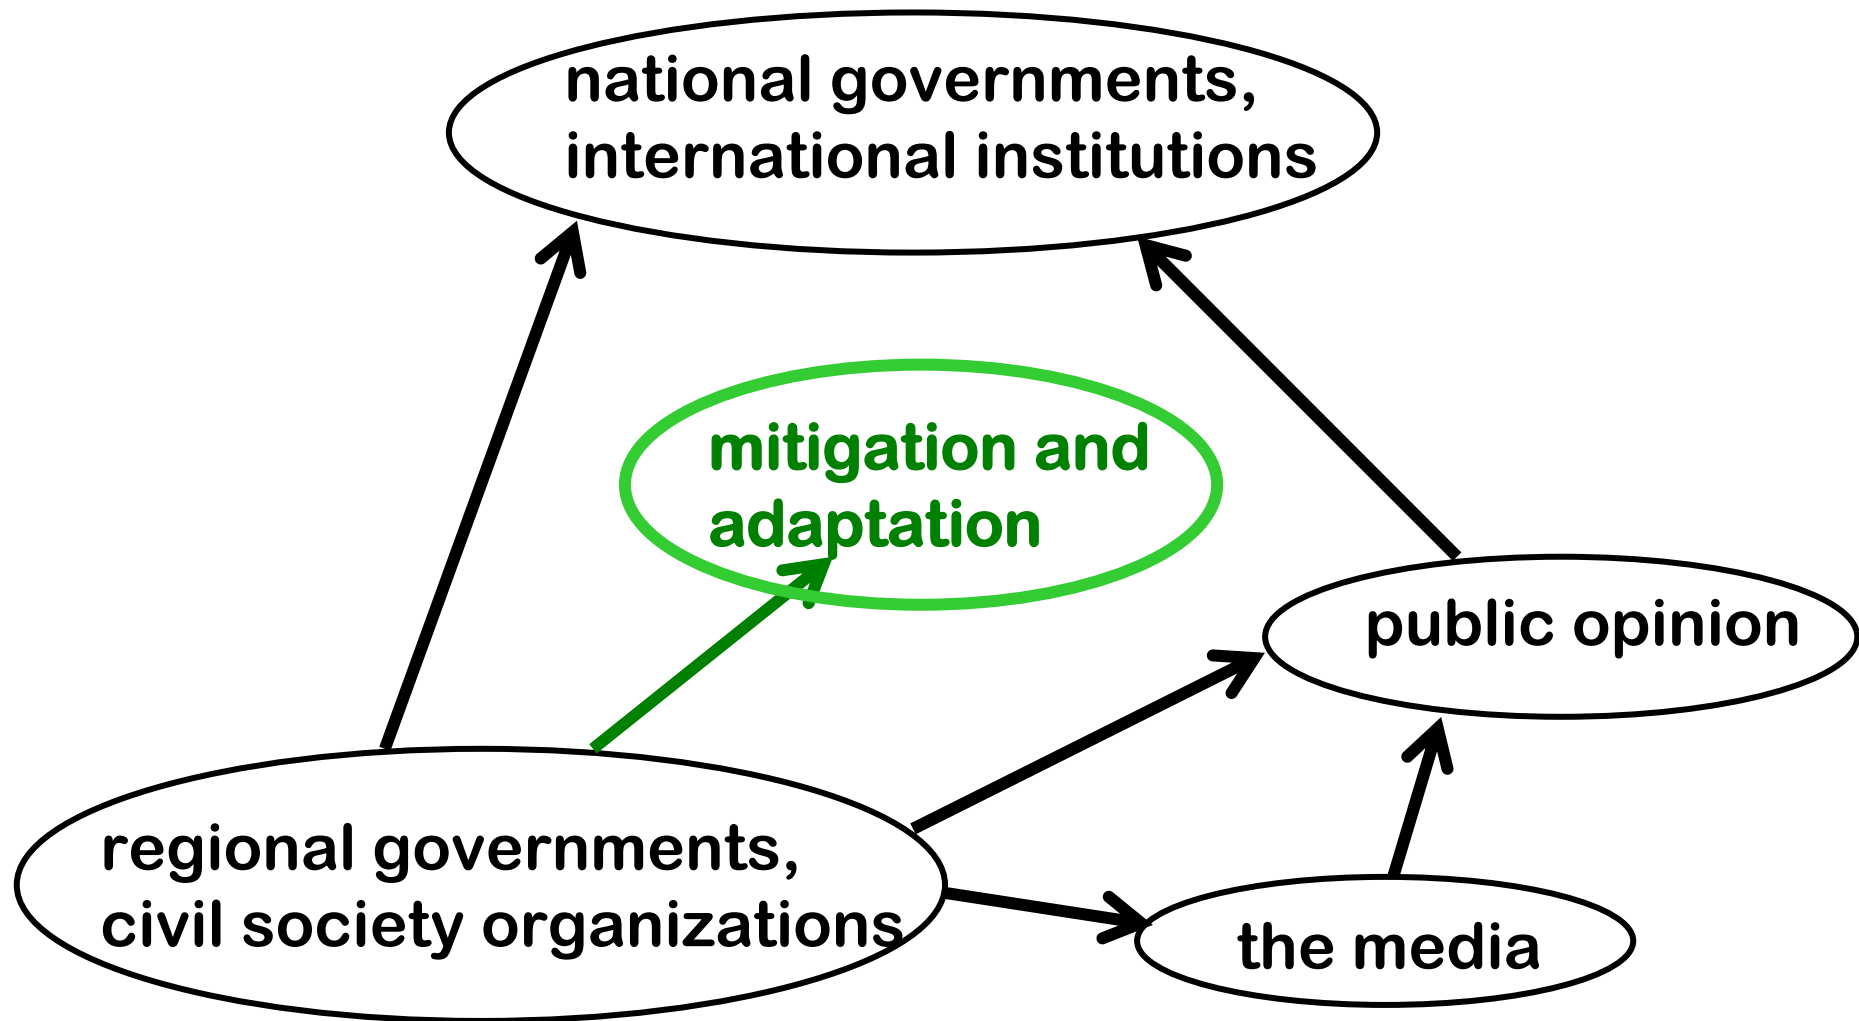 national governments,
international institutions
mitigation and
adaptation
public opinion
regional governments,
civil society organizations
the media